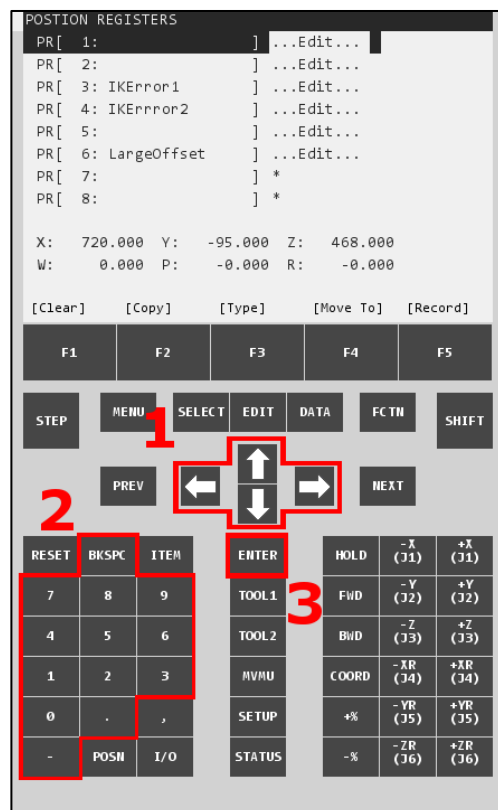 POSTION REGISTERS
PR[ 1: ] ...Edit...
PR[ 2: ] ...Edit...
PR[ 3: IKError1 ] ...Edit...
PR[ 4: IKErrror2 ] ...Edit...
PR[ 5: ] ...Edit...
PR[ 6: LargeOffset ] ...Edit...
PR[ 7: ] *
PR[ 8: ] *
X: 720.000 Y: -95.000 Z: 468.000
W: 0.000 P: -0.000 R: -0.000
[Clear] [Copy] [Type] [Move To] [Record]
F1 F2 F3 F4 F5
STEP MENU SELECT EDIT DATA FCTN SHIFT
1
PREV NEXT
2
RESET BKSPC ITEM ENTER HOLD -X (J1) +X (J1)
3
7 8 9 TOOL1 FWD -Y (J2) +Y (J2)
4 5 6 TOOL2 BWD -Z (J3) +Z (J3)
1 2 3 MVMU COORD -XR (J4) +XR (J4)
0 . , SETUP +% -YR (J5) +YR (J5)
- POSN I/O STATUS -% -ZR (J6) +ZR (J6)